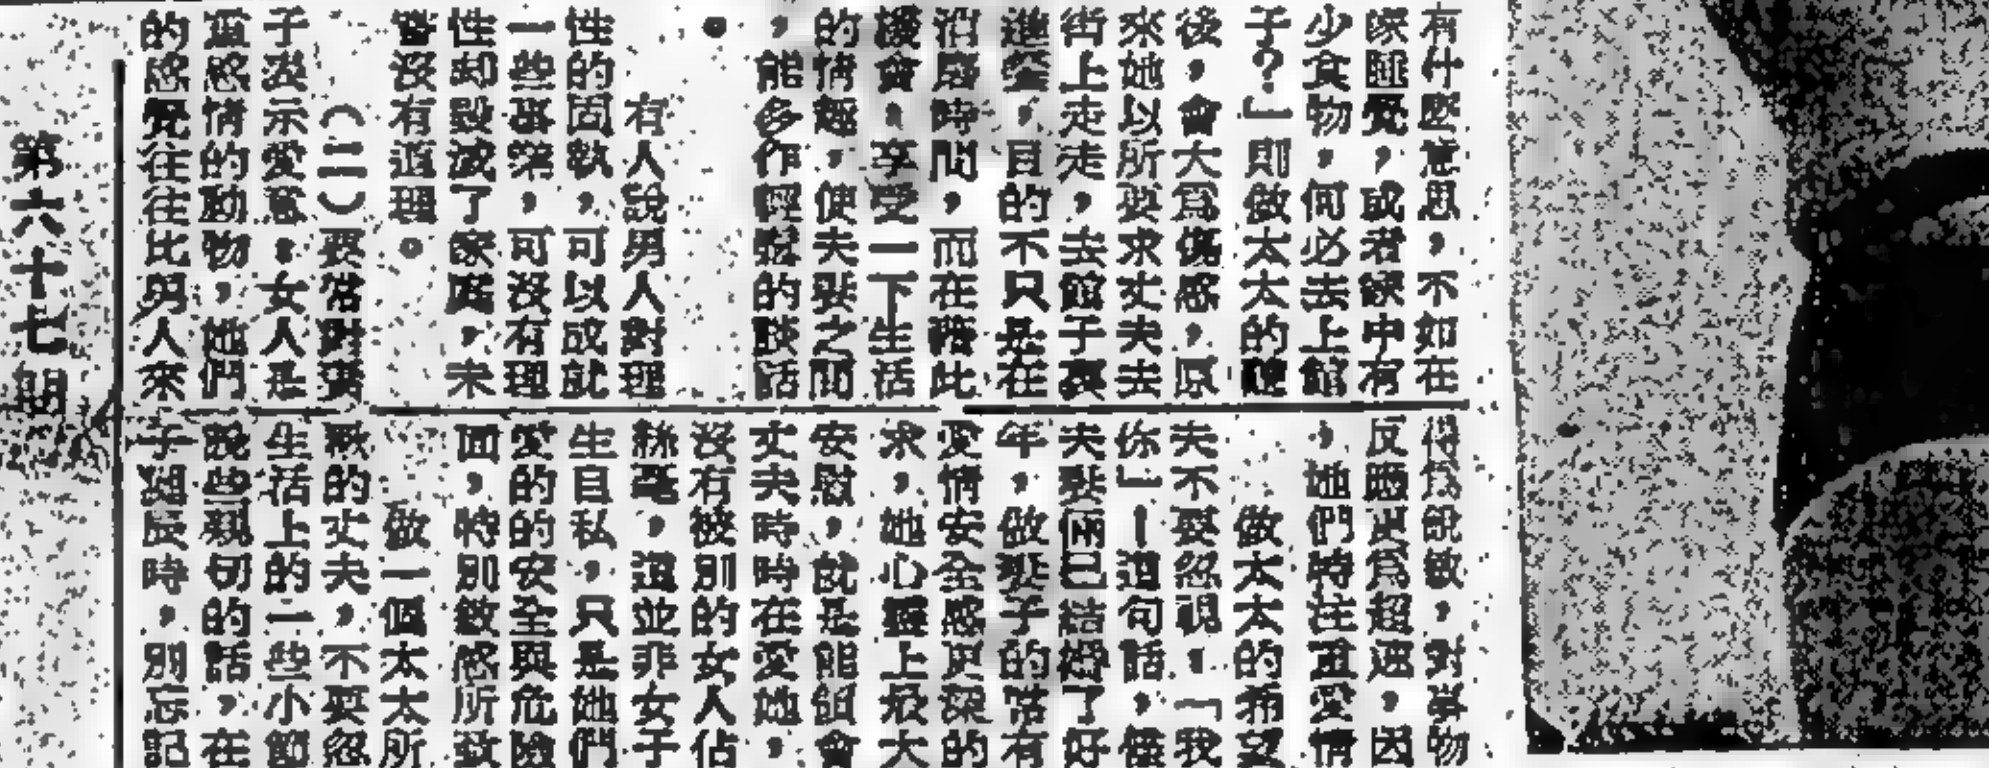 有什麼意思，不如在
家睡覺，或者家中有
少食物，何必去上館
子？」則做太太的聽
後，會大爲傷感，原
來她以所要求丈夫去
街上走走，去館子裏
進餐，目的不只是在
消磨時間，而在藉此
機會，享受一下生活
的情趣，使夫婦之間
，能多作輕鬆的談話
。
有人說男人對理
性的固執，可以成就
一些事業，可沒有理
性却毀滅了家庭，未
嘗沒有道理。
（二）要常對妻
子表示愛意，女人是
重感情的動物，她們
的感覺往往比男人來
得爲銳敏，對事物
反應更爲超速，因
，她們特注重愛情
做太太的希望
夫不要忽視，「我
你」—這句話，儘
夫妻倆已結婚了好
年，做妻子的常有
愛情安全感更深的
求，她心靈上最大
安慰，就是能領會
丈夫時時在愛她，
沒有被別的女人佔
絲毫，這並非女子
生自私，只是她們
愛的的安全與危險
面，特別敏感所致
做一個太太所
歡的丈夫，不要忽
生活上的一些小節
說些親切的話，在
子過辰時，別忘記
第六十七期